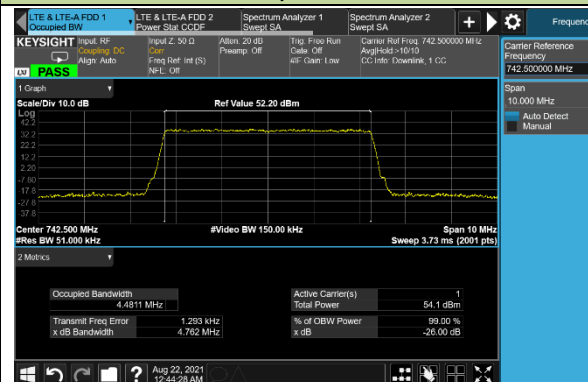 LTE & LTE-A FDD 1
Occupied BW
LTE & LTE-A FDD 2
Power Stat CCDF
Spectrum Analyzer 1
Swept SA
Spectrum Analyzer 2
Swept SA
Frequenc
KEYSIGHT
Input: RF
Coupling: DC
Align: Auto
Input Z: 50 Ω
Corr
Freq Ref: Int (S)
NFE: Off
Atten: 20 dB
Preamp: Off
Trig: Free Run
Gate: Off
#IF Gain: Low
Carrier Ref Freq: 742.500000 MHz
Avg|Hold:>10/10
CC Info: Downlink, 1 CC
LXI
PASS
Carrier Reference
Frequency
742.500000 MHz
Span
10.000 MHz
Auto Detect
Manual
1 Graph
Scale/Div 10.0 dB
Ref Value 52.20 dBm
Log
42.2
32.2
22.2
12.2
2.20
-7.80
-17.8
-27.8
-37.8
Center 742.500 MHz
#Res BW 51.000 kHz
#Video BW 150.00 kHz
Span 10 MHz
Sweep 3.73 ms (2001 pts)
2 Metrics
Occupied Bandwidth
4.4811 MHz
Active Carrier(s) 1
Total Power 54.1 dBm
Transmit Freq Error 1.293 kHz
x dB Bandwidth 4.762 MHz
% of OBW Power 99.00 %
x dB -26.00 dB
Aug 22, 2021
12:44:28 AM